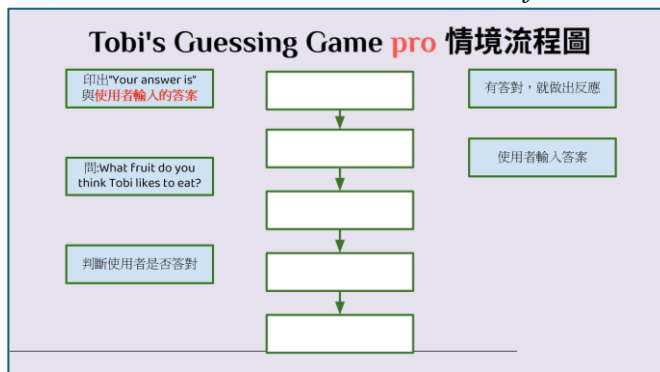 Tobi's Guessing Game pro 情境流程圖
印出"Your answer is"
與使用者輸入的答案
有答對，就做出反應
使用者輸入答案
問:What fruit do you
think Tobi likes to eat?
判斷使用者是否答對